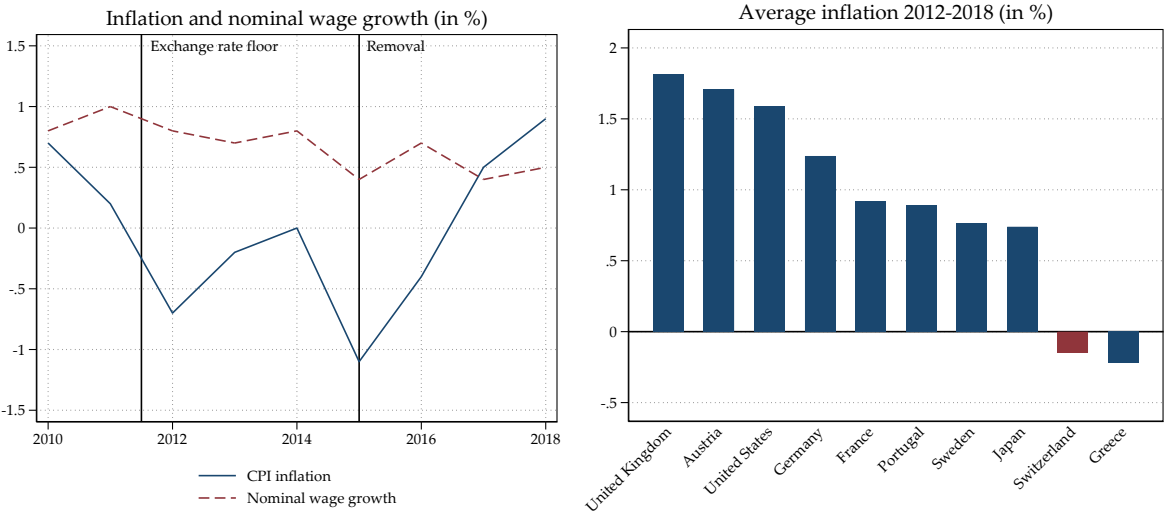 Inflation and nominal wage growth (in %)
1.5
1
.5
0
-.5
-1
-1.5
Exchange rate floor
Removal
2010
2012
2014
2016
2018
CPI inflation
Nominal wage growth
Average inflation 2012-2018 (in %)
2
1.5
1
.5
0
-.5
United Kingdom
Austria
United States
Germany
France
Portugal
Sweden
Japan
Switzerland
Greece